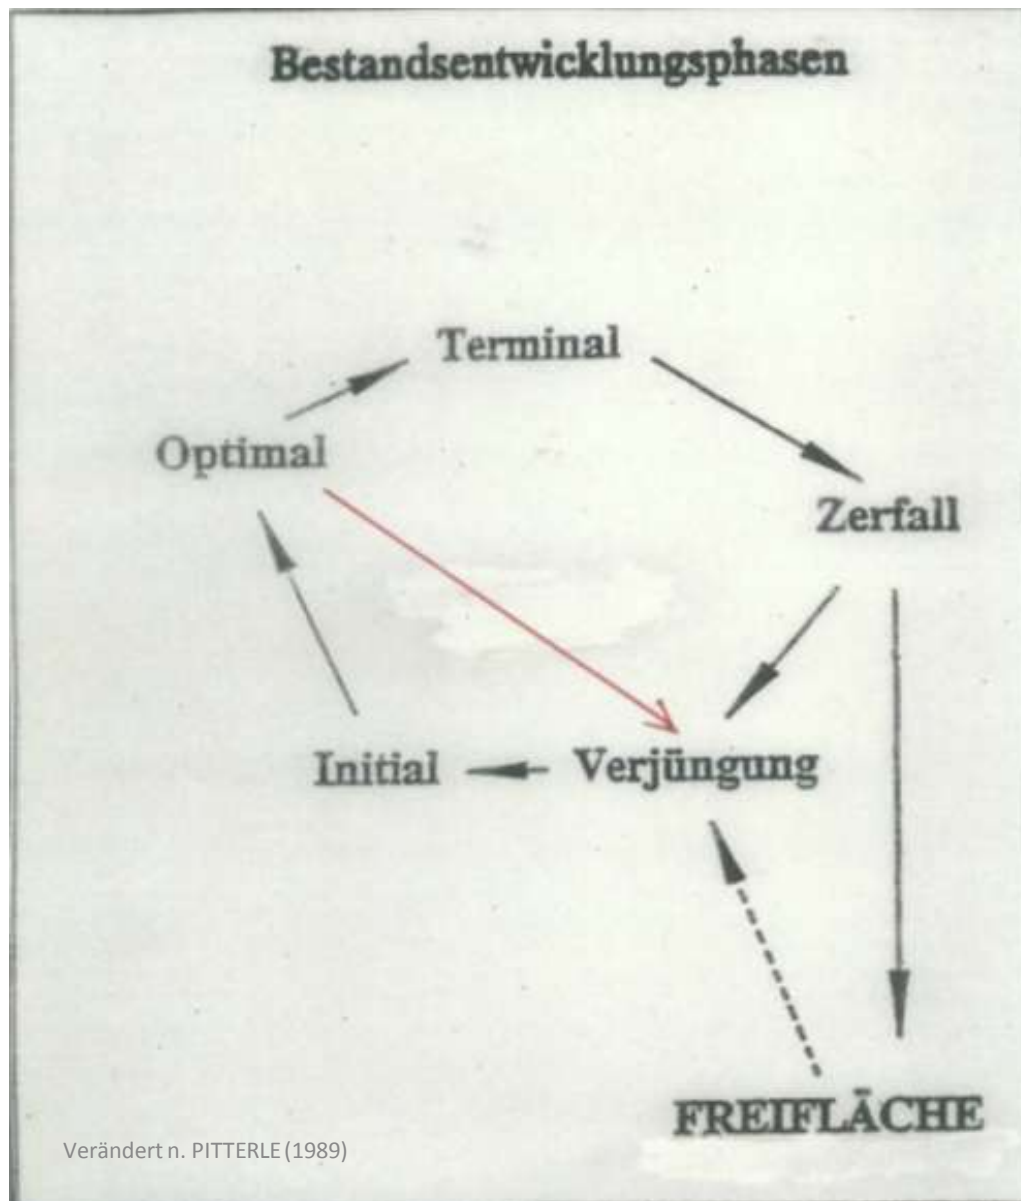 Bestandsentwicklungsphasen
Terminal
Optimal
Zerfall
Initial
Verjüngung
FREIFLÄCHE
Verändert n. PITTERLE (1989)